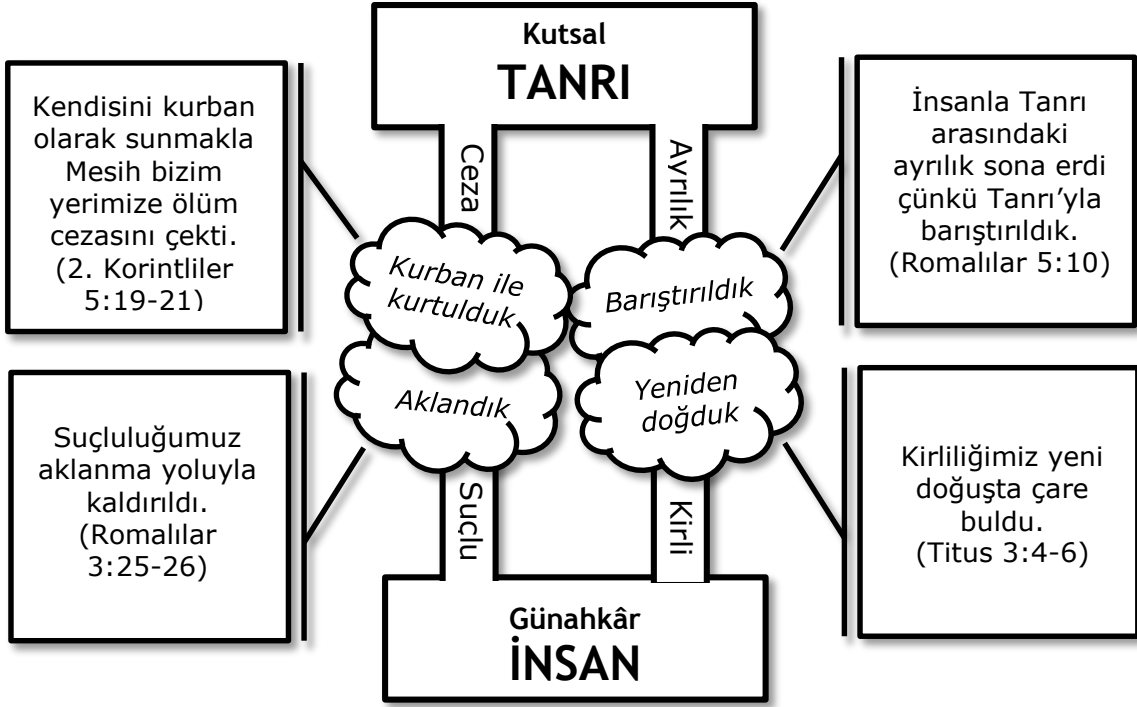 Kutsal
TANRI
Kendisini kurban
olarak sunmakla
Mesih bizim
yerimize ölüm
cezasını çekti.
(2. Korintliler
5:19-21)
Ceza
Ayrılık
İnsanla Tanrı
arasındaki
ayrılık sona erdi
çünkü Tanrı’yla
barıştırıldık.
(Romalılar 5:10)
Kurban ile
kurtulduk
Barıştırıldık
Aklandık
Yeniden
doğduk
Suçluluğumuz
aklanma yoluyla
kaldırıldı.
(Romalılar
3:25-26)
Suçlu
Kirli
Kirliliğimiz yeni
doğuşta çare
buldu.
(Titus 3:4-6)
Günahkâr
İNSAN